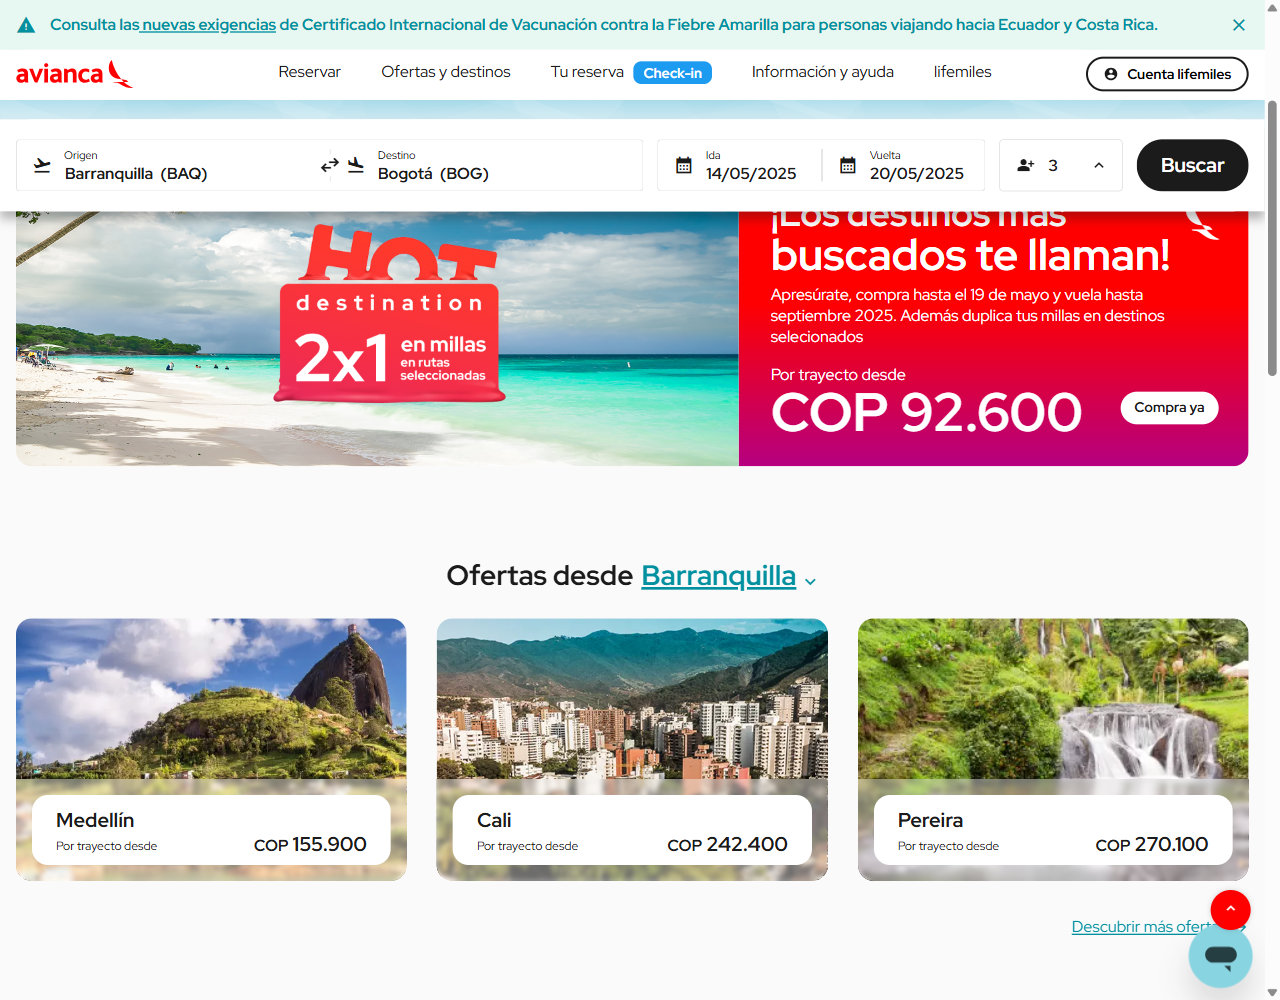 Consulta las nuevas exigencias de Certificado Internacional de Vacunación contra la Fiebre Amarilla para personas viajando hacia Ecuador y Costa Rica.
avianca
Reservar
Ofertas y destinos
Tu reserva
Check-in
Información y ayuda
lifemiles
Cuenta lifemiles
Origen
Barranquilla (BAQ)
Destino
Bogotá (BOG)
Ida
14/05/2025
Vuelta
20/05/2025
3
Buscar
HOT
destination
2x1 en millas
en rutas
seleccionadas
¡Los destinos más
buscados te llaman!
Apresúrate, compra hasta el 19 de mayo y vuela hasta
septiembre 2025. Además duplica tus millas en destinos
selecionados
Por trayecto desde
COP 92.600
Compra ya
Ofertas desde Barranquilla
Medellín
Por trayecto desde
COP 155.900
Cali
Por trayecto desde
COP 242.400
Pereira
Por trayecto desde
COP 270.100
Descubrir más